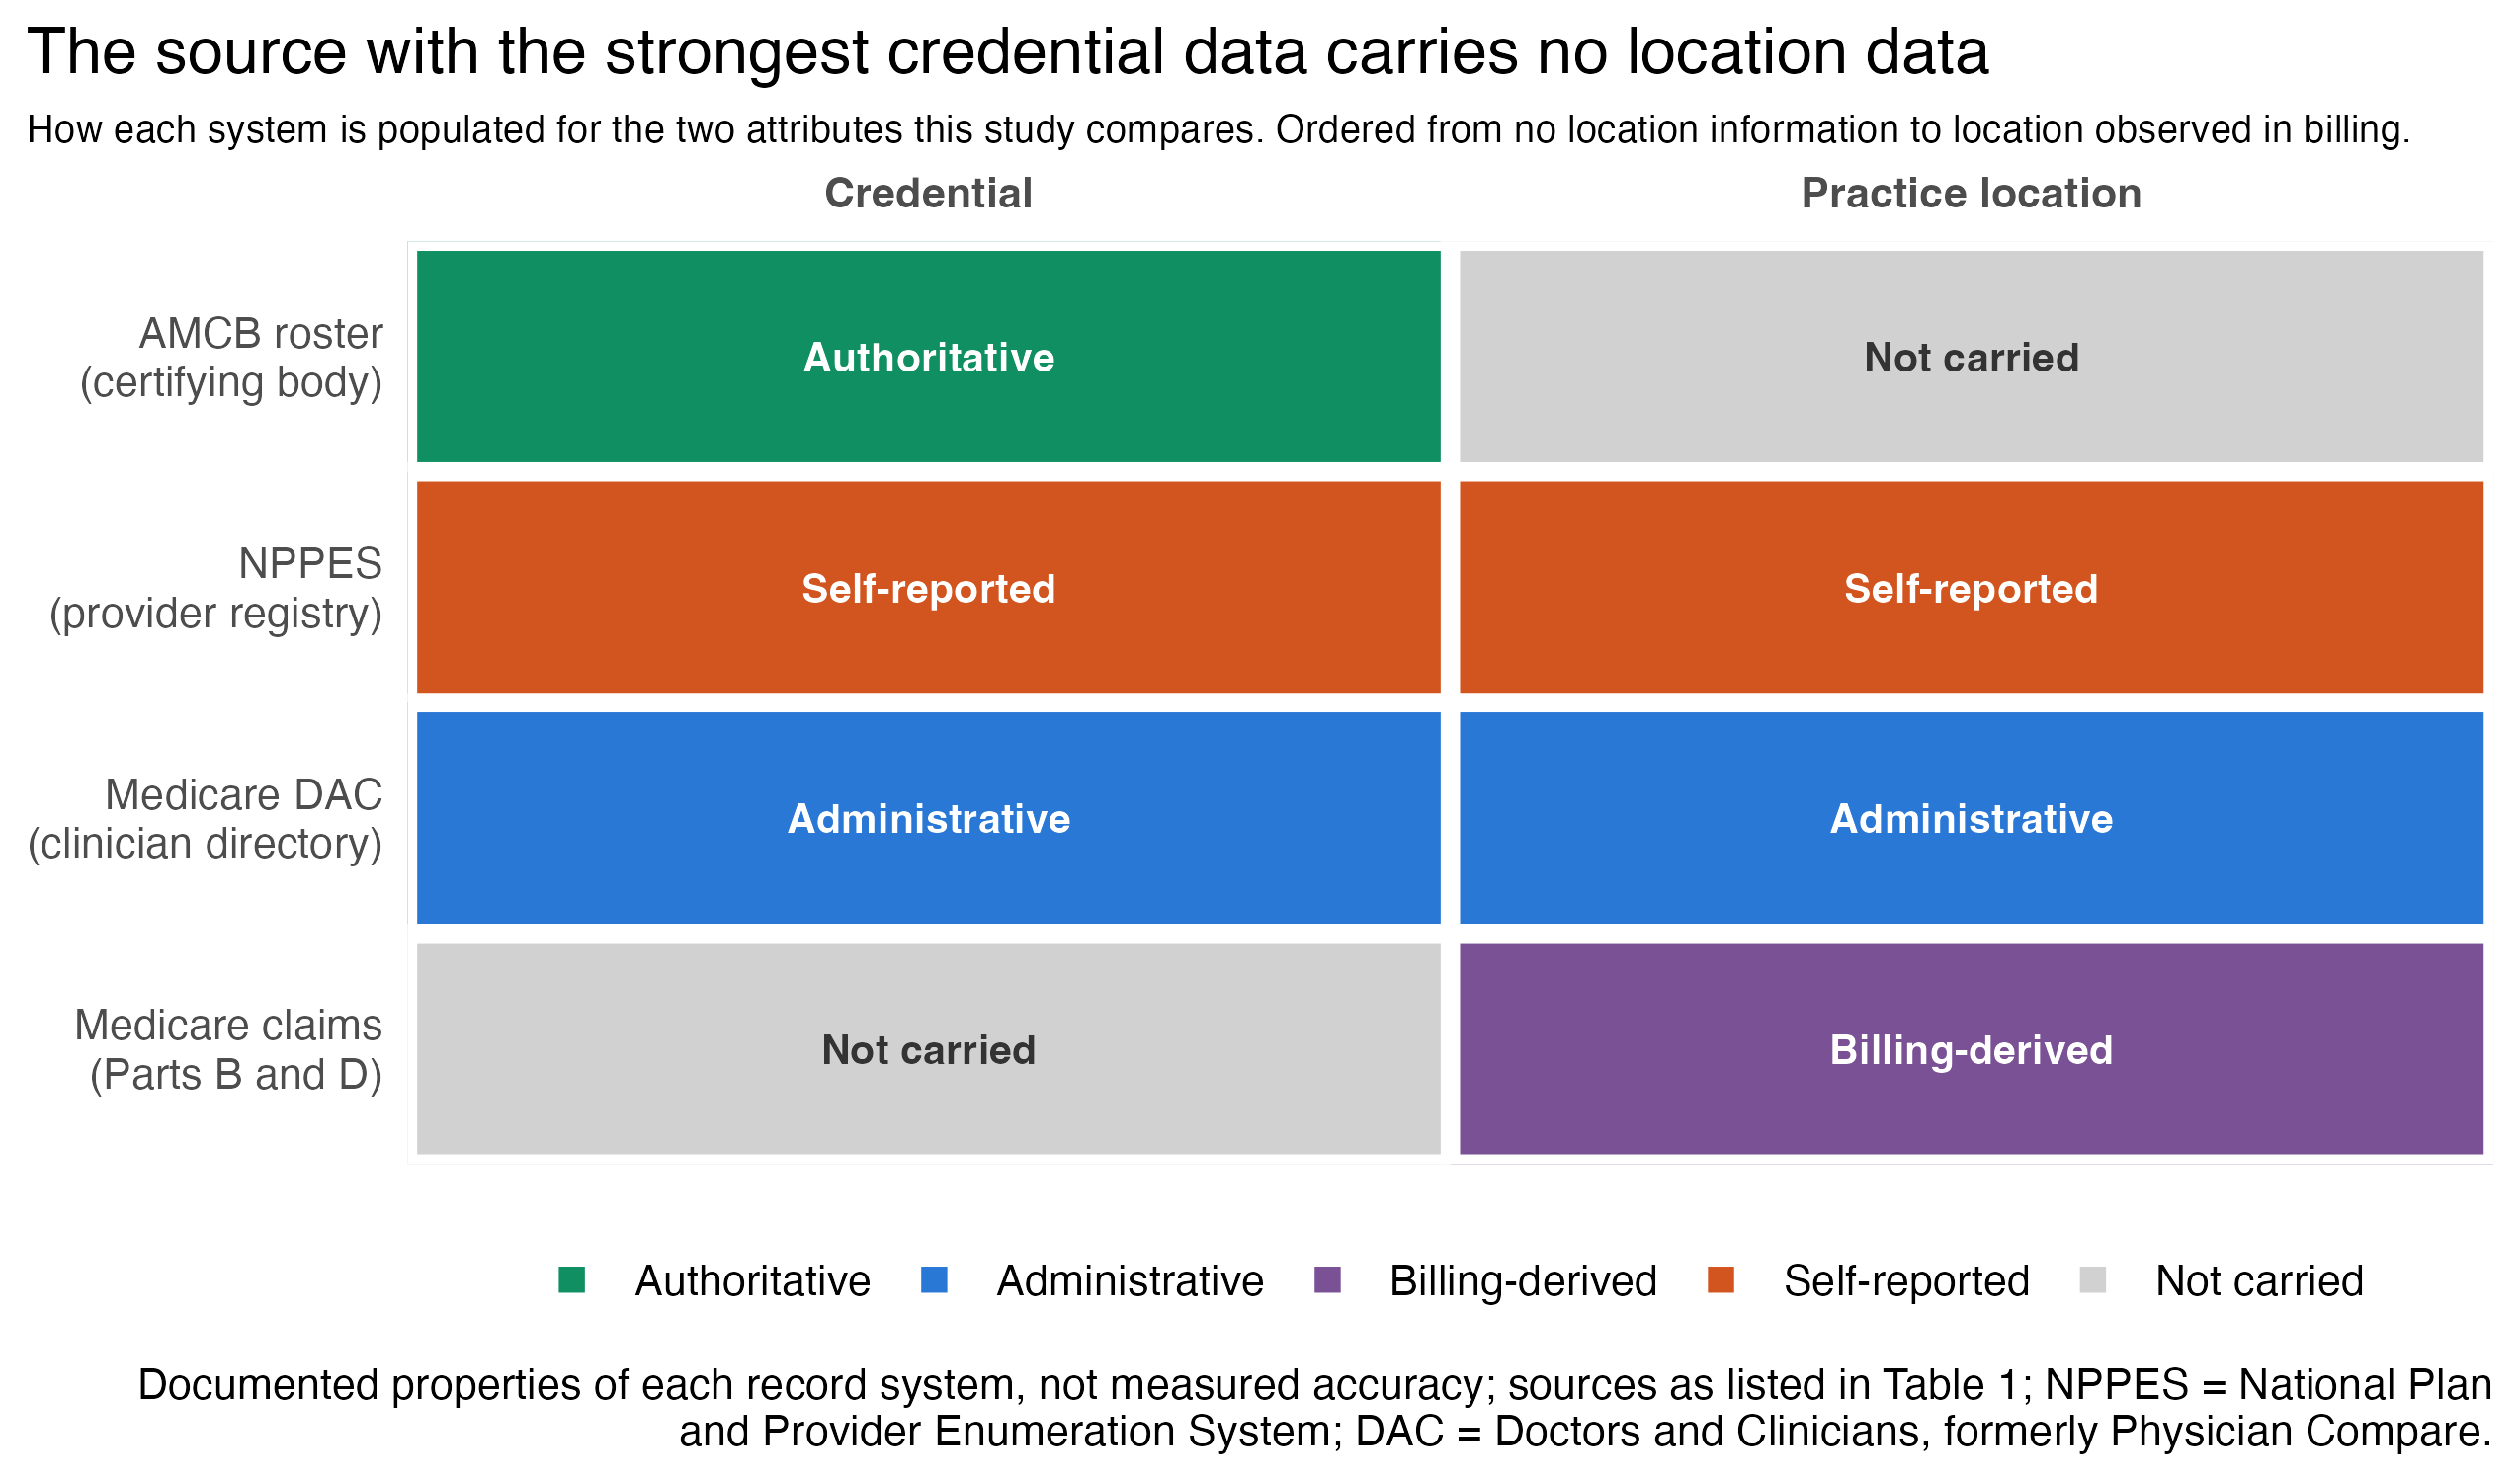 The source with the strongest credential data carries no location data
How each system is populated for the two attributes this study compares. Ordered from no location information to location observed in billing.
Credential
Practice location
AMCB roster
(certifying body)
Authoritative
Not carried
NPPES
(provider registry)
Self-reported
Self-reported
Medicare DAC
(clinician directory)
Administrative
Administrative
Medicare claims
(Parts B and D)
Not carried
Billing-derived
Authoritative
Administrative
Billing-derived
Self-reported
Not carried
Documented properties of each record system, not measured accuracy; sources as listed in Table 1; NPPES = National Plan
and Provider Enumeration System; DAC = Doctors and Clinicians, formerly Physician Compare.